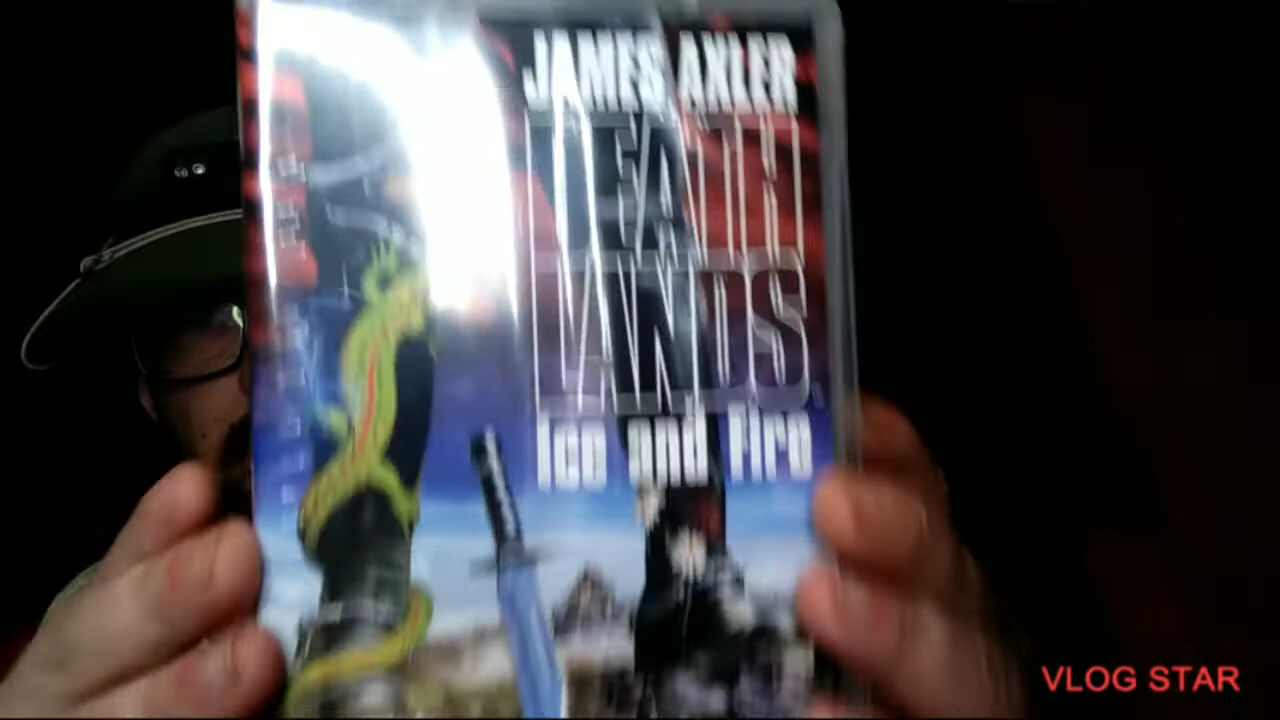 JAMES AXLER
DEATH
LANDS
Ice and Fire
VLOG STAR